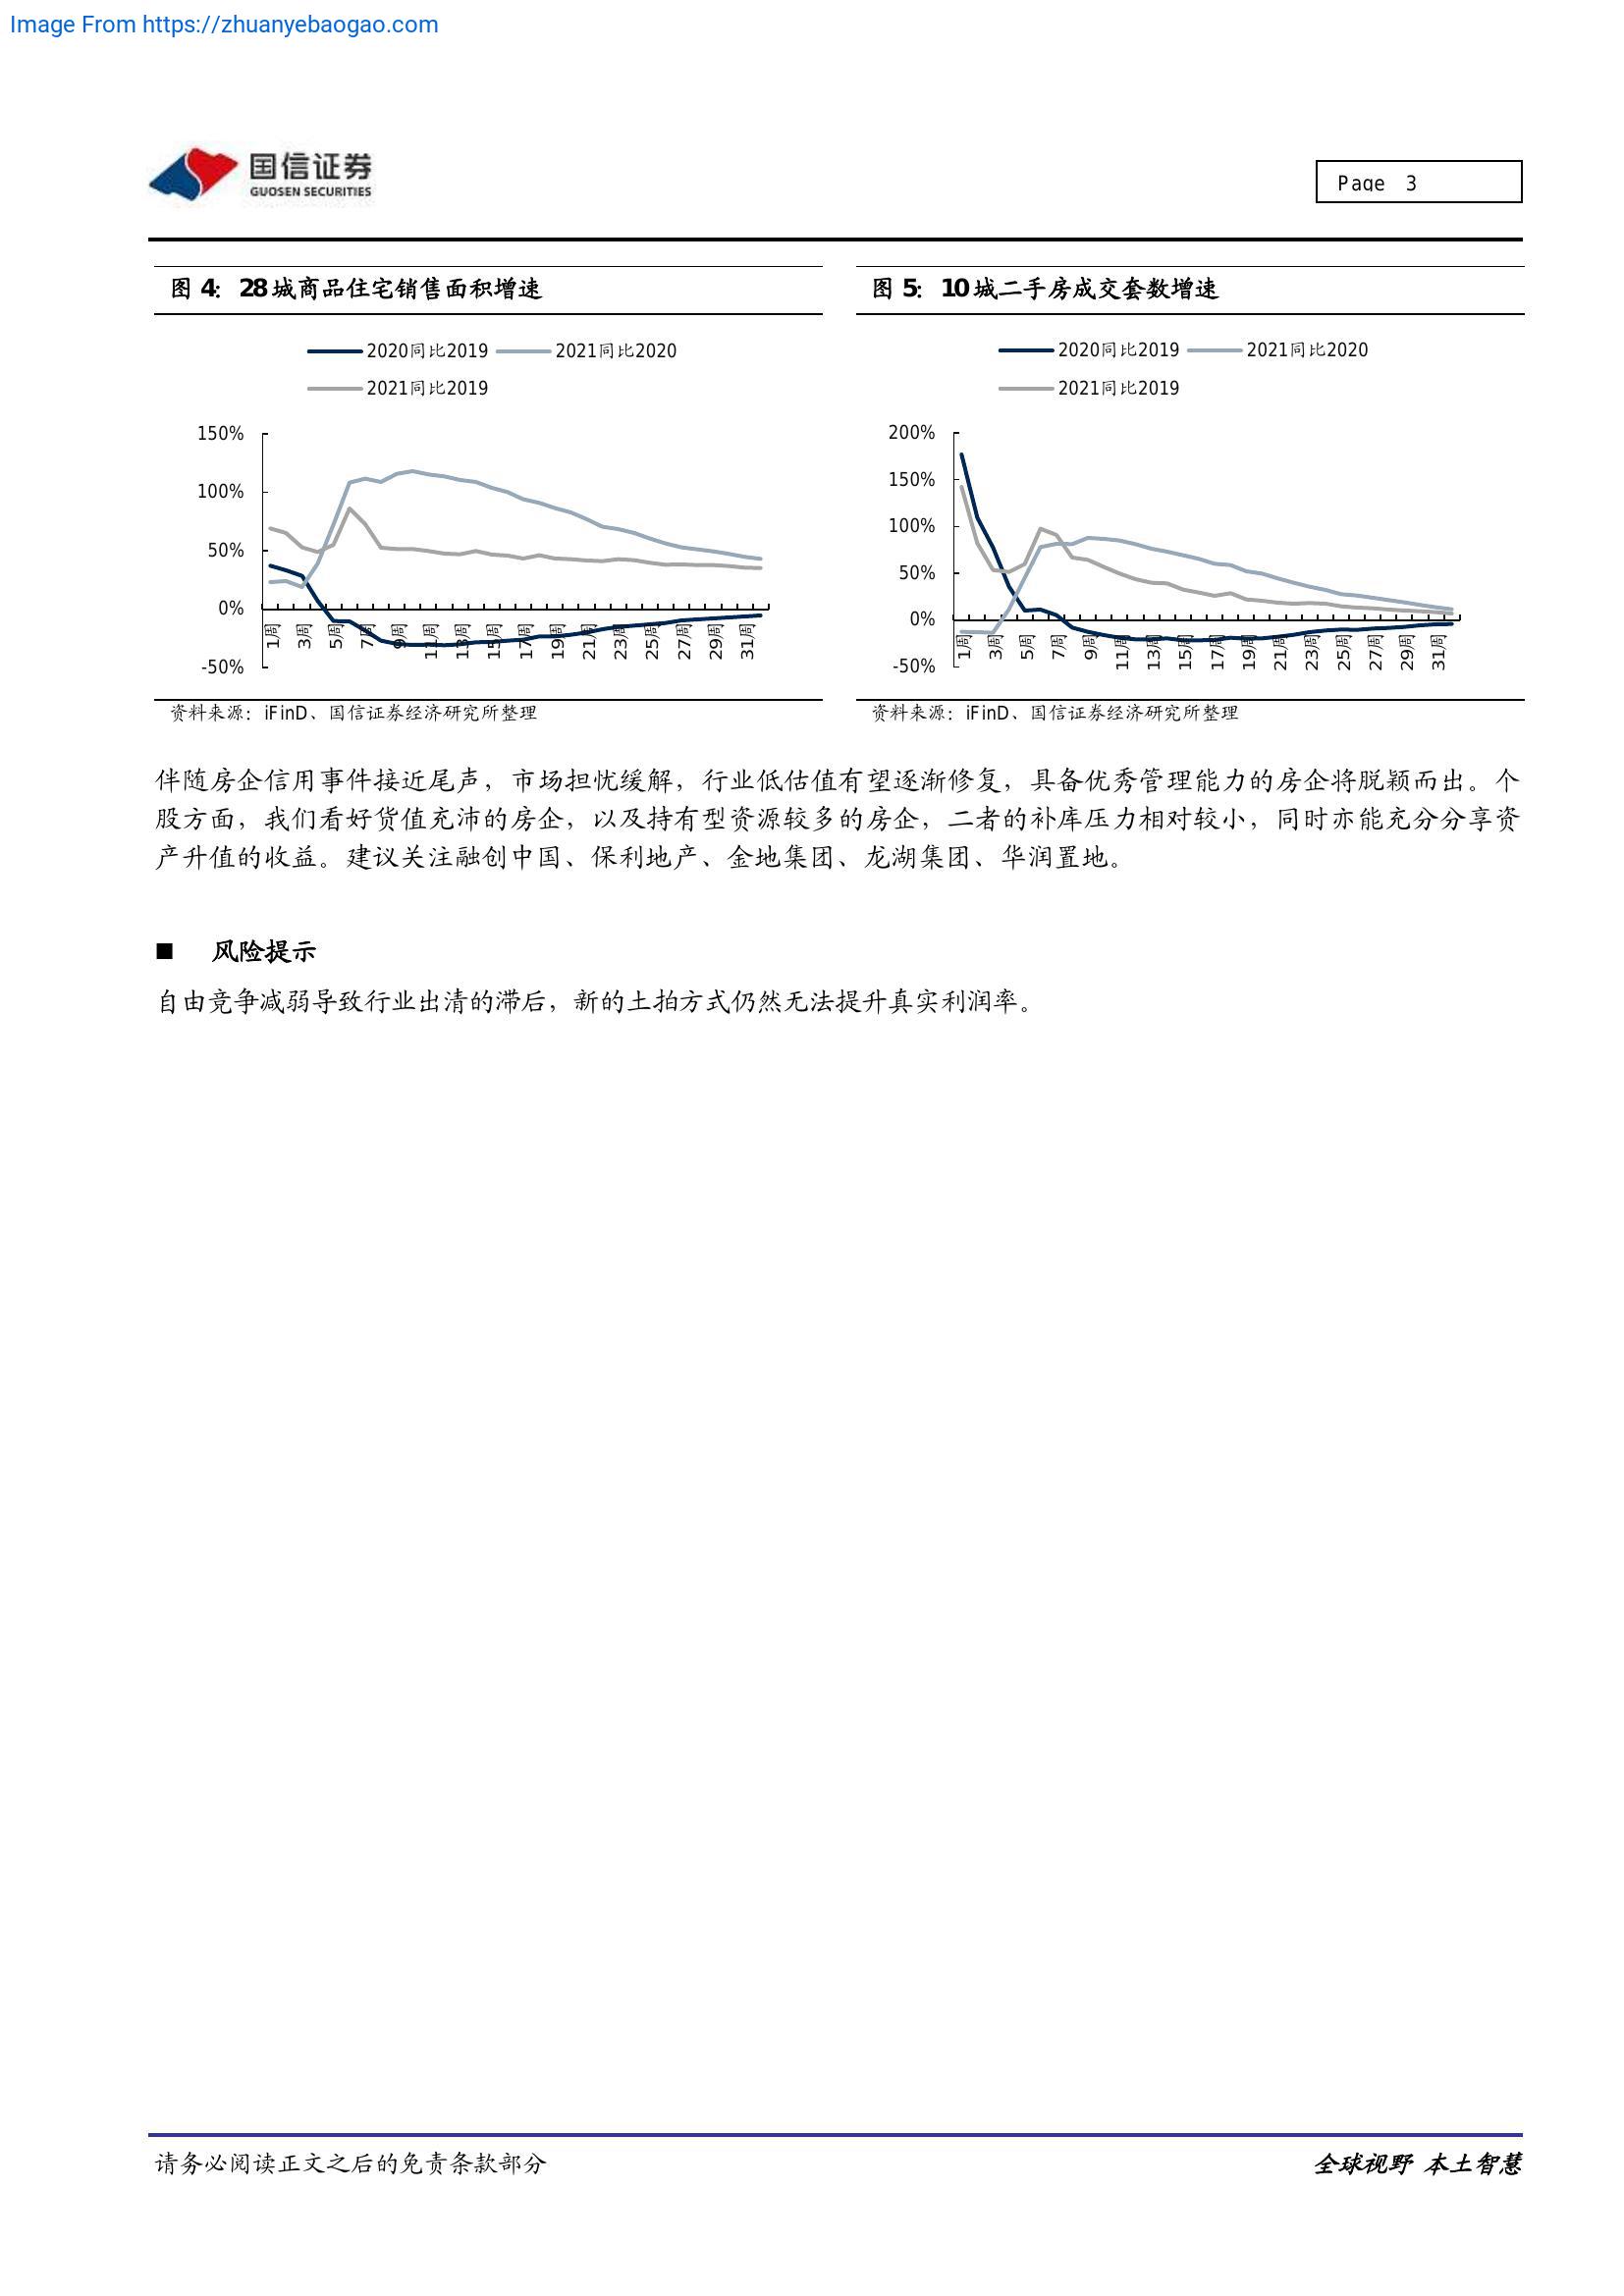 Image From https://zhuanyebaogao.com
国信证券
GUOSEN SECURITIES
Page 3
图 4：28 城商品住宅销售面积增速
2020同比2019 2021同比2020
2021同比2019
150%
100%
50%
0%
-50%
1周 3周 5周 7周 9周 11周 13周 15周 17周 19周 21周 23周 25周 27周 29周 31周
资料来源：iFinD、国信证券经济研究所整理
图 5：10 城二手房成交套数增速
2020同比2019 2021同比2020
2021同比2019
200%
150%
100%
50%
0%
-50%
1周 3周 5周 7周 9周 11周 13周 15周 17周 19周 21周 23周 25周 27周 29周 31周
资料来源：iFinD、国信证券经济研究所整理
伴随房企信用事件接近尾声，市场担忧缓解，行业低估值有望逐渐修复，具备优秀管理能力的房企将脱颖而出。个
股方面，我们看好货值充沛的房企，以及持有型资源较多的房企，二者的补库压力相对较小，同时亦能充分分享资
产升值的收益。建议关注融创中国、保利地产、金地集团、龙湖集团、华润置地。
■ 风险提示
自由竞争减弱导致行业出清的滞后，新的土拍方式仍然无法提升真实利润率。
请务必阅读正文之后的免责条款部分
全球视野 本土智慧